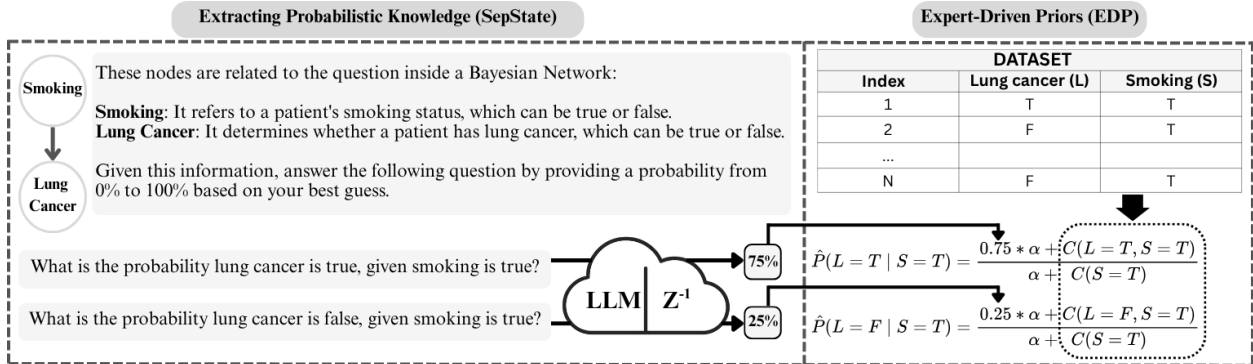 Extracting Probabilistic Knowledge (SepState)
Smoking
Lung
Cancer
These nodes are related to the question inside a Bayesian Network:
Smoking: It refers to a patient's smoking status, which can be true or false.
Lung Cancer: It determines whether a patient has lung cancer, which can be true or false.
Given this information, answer the following question by providing a probability from
0% to 100% based on your best guess.
What is the probability lung cancer is true, given smoking is true?
What is the probability lung cancer is false, given smoking is true?
LLM Z⁻¹
75%
25%
Expert-Driven Priors (EDP)
DATASET
Index Lung cancer (L) Smoking (S)
1 T T
2 F T
...
N F T
P̂(L = T | S = T) = 
0.75 * α + C(L = T, S = T)
α + C(S = T)
P̂(L = F | S = T) = 
0.25 * α + C(L = F, S = T)
α + C(S = T)